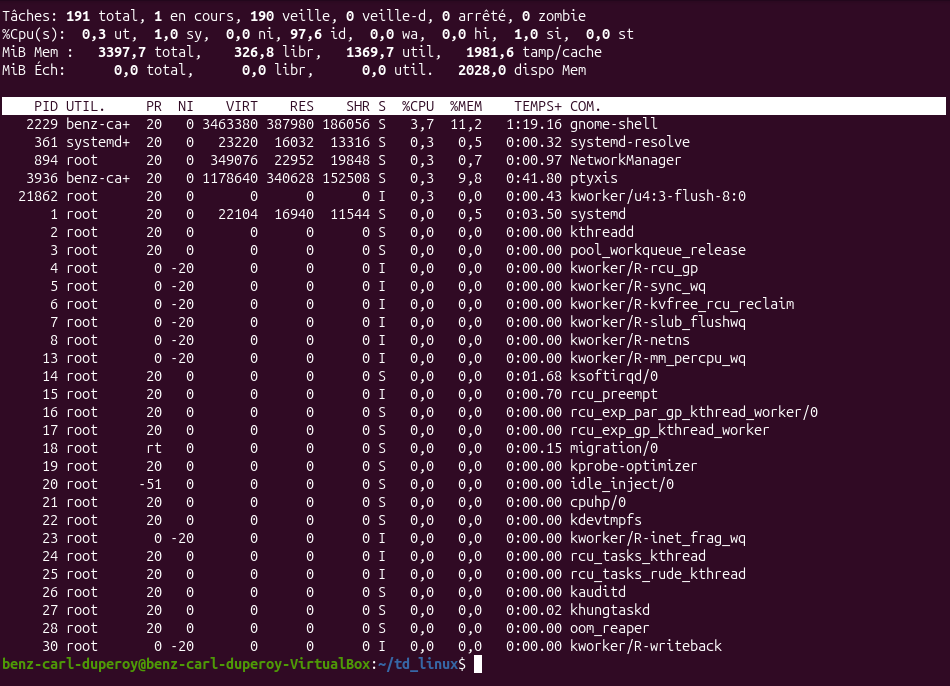 Tâches: 191 total, 1 en cours, 190 veille, 0 veille-d, 0 arrêté, 0 zombie
%Cpu(s):  0,3 ut,  1,0 sy,  0,0 ni, 97,6 id,  0,0 wa,  0,0 hi,  1,0 si,  0,0 st
MiB Mem :   3397,7 total,    326,8 libr,   1369,7 util,   1981,6 tamp/cache
MiB Éch:      0,0 total,      0,0 libr,      0,0 util.   2028,0 dispo Mem
PID UTIL.     PR  NI    VIRT    RES    SHR S  %CPU  %MEM    TEMPS+ COM.
2229 benz-ca+  20   0 3463380 387980 186056 S   3,7  11,2   1:19.16 gnome-shell
361 systemd+  20   0   23220  16032  13316 S   0,3   0,5   0:00.32 systemd-resolve
894 root      20   0  349076  22952  19848 S   0,3   0,7   0:00.97 NetworkManager
3936 benz-ca+  20   0 1178640 340628 152508 S   0,3   9,8   0:41.80 ptyxis
21862 root      20   0       0      0      0 I   0,3   0,0   0:00.43 kworker/u4:3-flush-8:0
1 root      20   0   22104  16940  11544 S   0,0   0,5   0:03.50 systemd
2 root      20   0       0      0      0 S   0,0   0,0   0:00.00 kthreadd
3 root      20   0       0      0      0 S   0,0   0,0   0:00.00 pool_workqueue_release
4 root       0 -20       0      0      0 I   0,0   0,0   0:00.00 kworker/R-rcu_gp
5 root       0 -20       0      0      0 I   0,0   0,0   0:00.00 kworker/R-sync_wq
6 root       0 -20       0      0      0 I   0,0   0,0   0:00.00 kworker/R-kvfree_rcu_reclaim
7 root       0 -20       0      0      0 I   0,0   0,0   0:00.00 kworker/R-slub_flushwq
8 root       0 -20       0      0      0 I   0,0   0,0   0:00.00 kworker/R-netns
13 root       0 -20       0      0      0 I   0,0   0,0   0:00.00 kworker/R-mm_percpu_wq
14 root      20   0       0      0      0 S   0,0   0,0   0:01.68 ksoftirqd/0
15 root      20   0       0      0      0 I   0,0   0,0   0:00.70 rcu_preempt
16 root      20   0       0      0      0 S   0,0   0,0   0:00.00 rcu_exp_par_gp_kthread_worker/0
17 root      20   0       0      0      0 S   0,0   0,0   0:00.00 rcu_exp_gp_kthread_worker
18 root      rt   0       0      0      0 S   0,0   0,0   0:00.15 migration/0
19 root      20   0       0      0      0 S   0,0   0,0   0:00.00 kprobe-optimizer
20 root     -51   0       0      0      0 S   0,0   0,0   0:00.00 idle_inject/0
21 root      20   0       0      0      0 S   0,0   0,0   0:00.00 cpuhp/0
22 root      20   0       0      0      0 S   0,0   0,0   0:00.00 kdevtmpfs
23 root       0 -20       0      0      0 I   0,0   0,0   0:00.00 kworker/R-inet_frag_wq
24 root      20   0       0      0      0 I   0,0   0,0   0:00.00 rcu_tasks_kthread
25 root      20   0       0      0      0 I   0,0   0,0   0:00.00 rcu_tasks_rude_kthread
26 root      20   0       0      0      0 S   0,0   0,0   0:00.00 kauditd
27 root      20   0       0      0      0 S   0,0   0,0   0:00.02 khungtaskd
28 root      20   0       0      0      0 S   0,0   0,0   0:00.00 oom_reaper
30 root       0 -20       0      0      0 I   0,0   0,0   0:00.00 kworker/R-writeback
benz-carl-duperoy@benz-carl-duperoy-VirtualBox:~/td_linux$